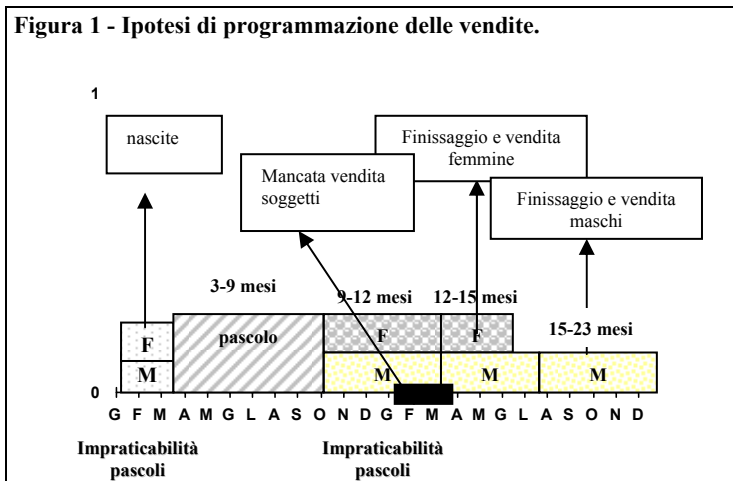 Figura 1 - Ipotesi di programmazione delle vendite.
1
nascite
Finissaggio e vendita
femmine
Mancata vendita
soggetti
Finissaggio e vendita
maschi
3-9 mesi
9-12 mesi
12-15 mesi
15-23 mesi
F
pascolo
F
F
M
M
M
M
0
G F M A M G L A S O N D G F M A M G L A S O N D
Impraticabilità
pascoli
Impraticabilità
pascoli